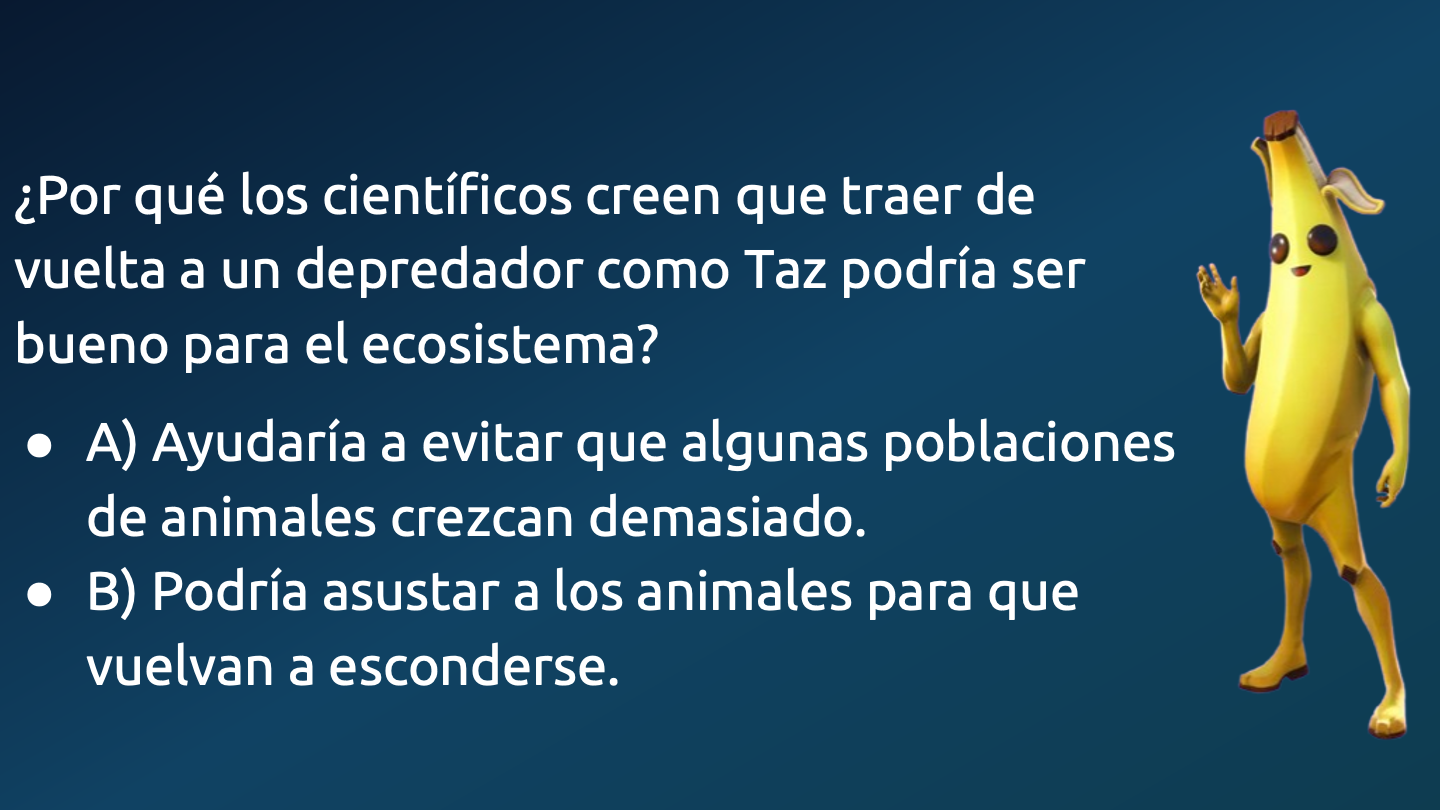 ¿Por qué los científicos creen que traer de
vuelta a un depredador como Taz podría ser
bueno para el ecosistema?
● A) Ayudaría a evitar que algunas poblaciones
de animales crezcan demasiado.
● B) Podría asustar a los animales para que
vuelvan a esconderse.